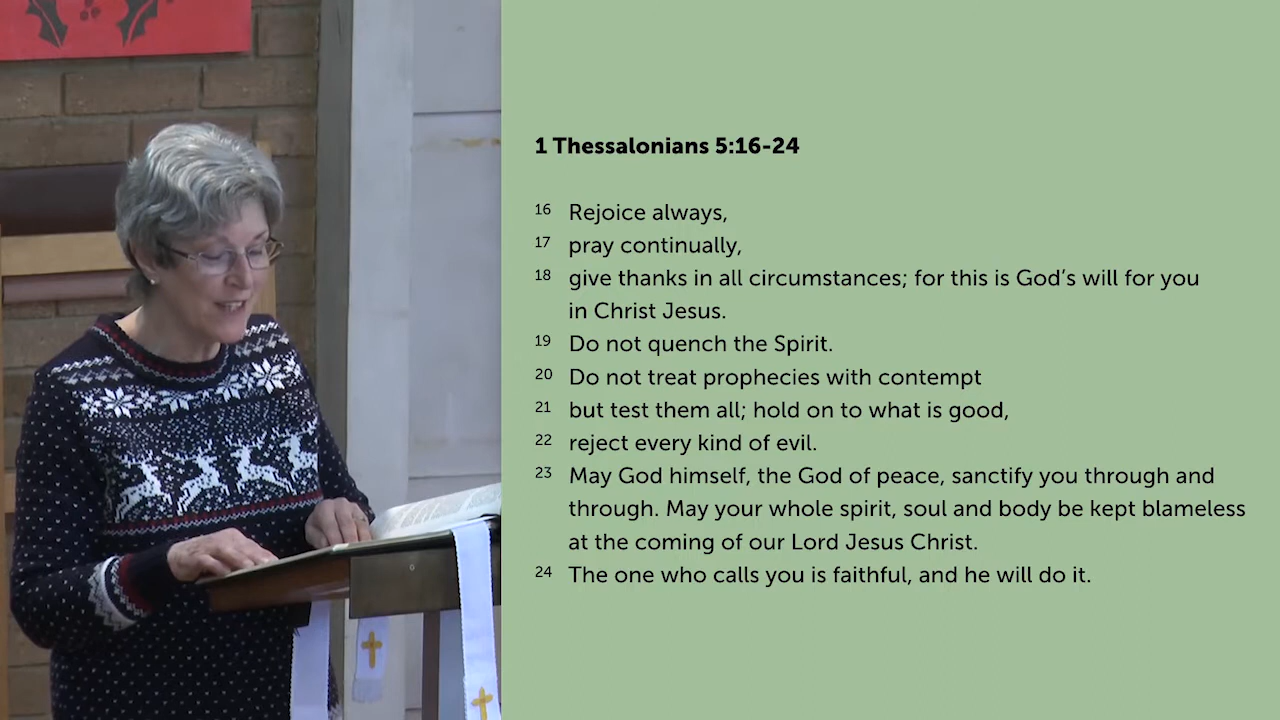 1 Thessalonians 5:16-24
16 Rejoice always,
17 pray continually,
18 give thanks in all circumstances; for this is God’s will for you
in Christ Jesus.
19 Do not quench the Spirit.
20 Do not treat prophecies with contempt
21 but test them all; hold on to what is good,
22 reject every kind of evil.
23 May God himself, the God of peace, sanctify you through and
through. May your whole spirit, soul and body be kept blameless
at the coming of our Lord Jesus Christ.
24 The one who calls you is faithful, and he will do it.